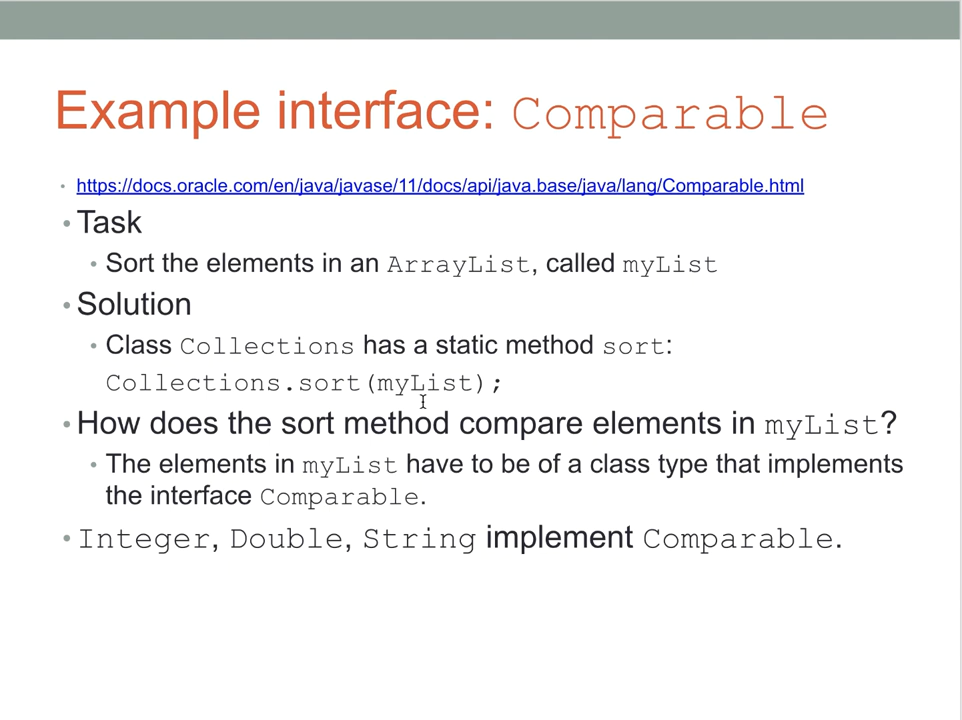 Example interface: Comparable
• https://docs.oracle.com/en/java/javase/11/docs/api/java.base/java/lang/Comparable.html
• Task
• Sort the elements in an ArrayList, called myList
• Solution
• Class Collections has a static method sort:
Collections.sort(myList);
• How does the sort method compare elements in myList?
• The elements in myList have to be of a class type that implements
the interface Comparable.
• Integer, Double, String implement Comparable.